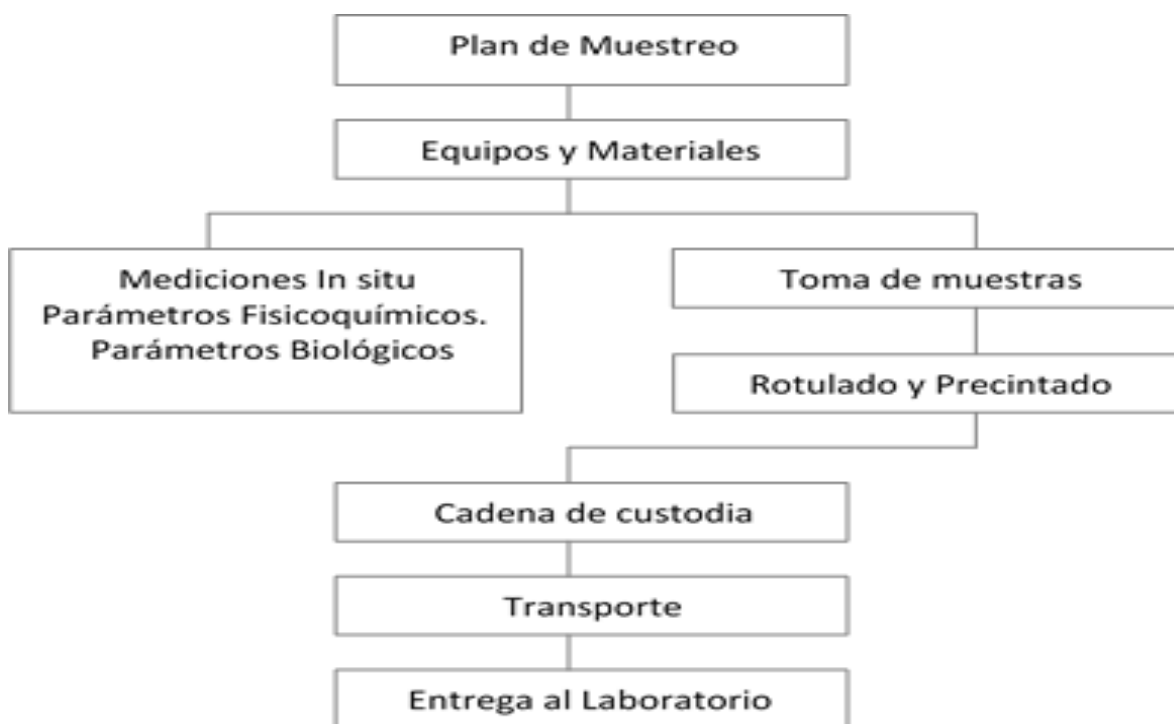 Plan de Muestreo
Equipos y Materiales
Mediciones In situ
Parámetros Fisicoquímicos.
Parámetros Biológicos
Toma de muestras
Rotulado y Precintado
Cadena de custodia
Transporte
Entrega al Laboratorio